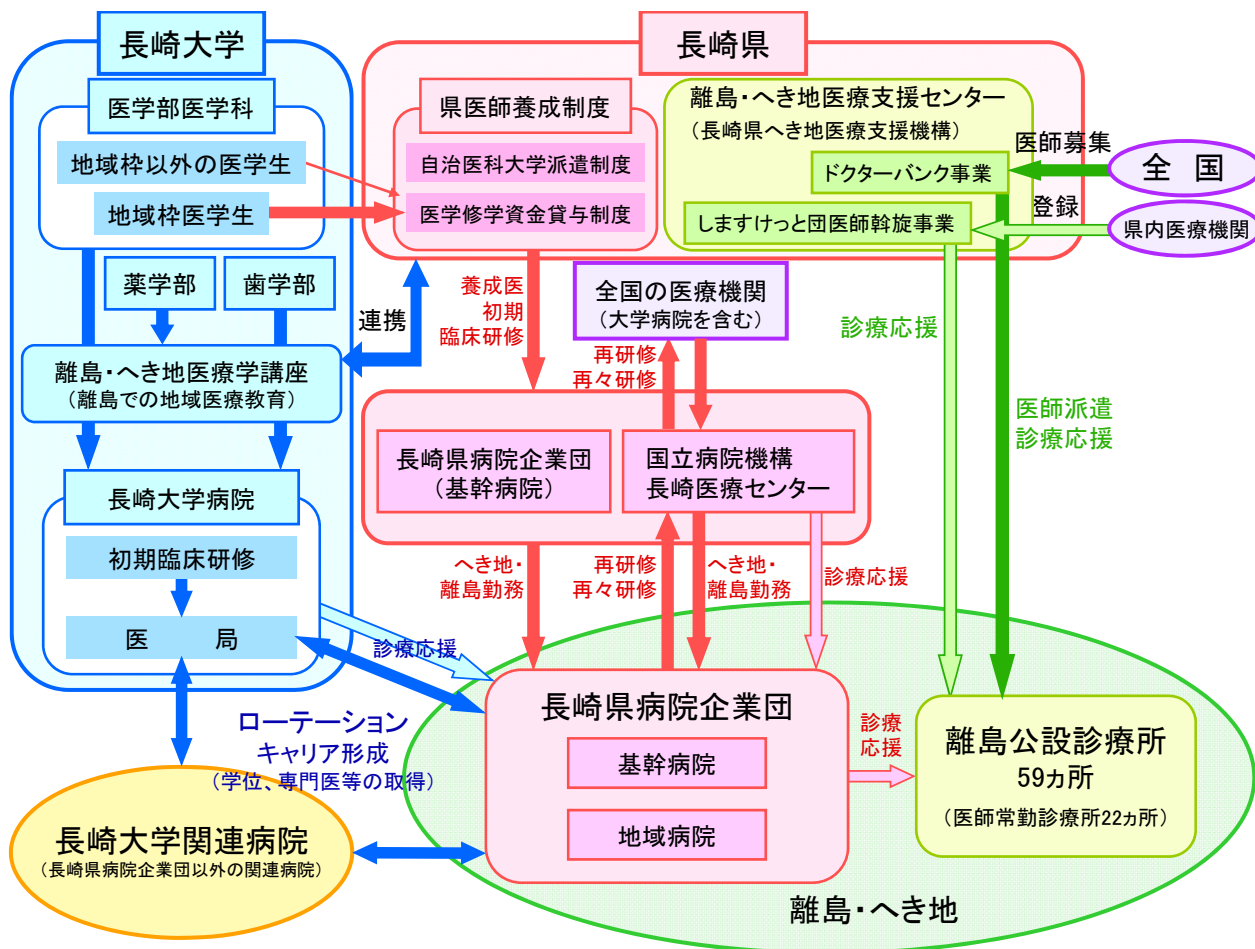 長崎大学
医学部医学科
地域枠以外の医学生
地域枠医学生
薬学部
歯学部
離島・へき地医療学講座
（離島での地域医療教育）
長崎大学病院
初期臨床研修
医　局
長崎県
県医師養成制度
自治医科大学派遣制度
医学修学資金貸与制度
離島・へき地医療支援センター
（長崎県へき地医療支援機構）
ドクターバンク事業
しますけっと団医師斡旋事業
医師募集
全　国
登録
県内医療機関
連携
養成医
初期
臨床研修
全国の医療機関
（大学病院を含む）
再研修
再々研修
診療応援
医師派遣
診療応援
長崎県病院企業団
（基幹病院）
国立病院機構
長崎医療センター
へき地・
離島勤務
再研修
再々研修
へき地・
離島勤務
診療応援
診療応援
ローテーション
キャリア形成
（学位、専門医等の取得）
長崎大学関連病院
（長崎県病院企業団以外の関連病院）
長崎県病院企業団
基幹病院
地域病院
診療
応援
離島公設診療所
59ヵ所
（医師常勤診療所22ヵ所）
離島・へき地